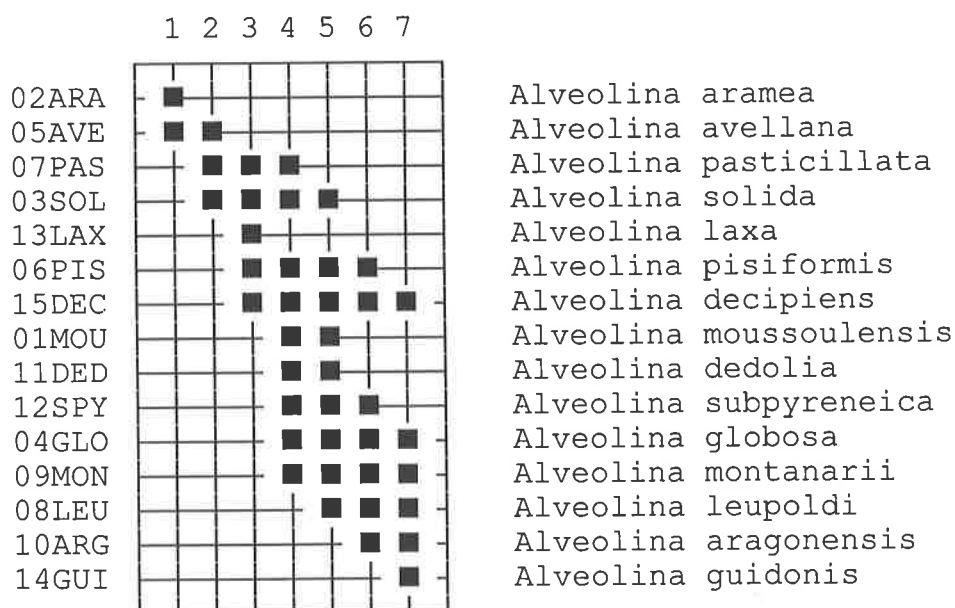 1 2 3 4 5 6 7
02ARA Alveolina aramea
05AVE Alveolina avellana
07PAS Alveolina pasticillata
03SOL Alveolina solida
13LAX Alveolina laxa
06PIS Alveolina pisiformis
15DEC Alveolina decipiens
01MOU Alveolina moussoulensis
11DED Alveolina dedolia
12SPY Alveolina subpyreneica
04GLO Alveolina globosa
09MON Alveolina montanarii
08LEU Alveolina leupoldi
10ARG Alveolina aragonensis
14GUI Alveolina guidonis